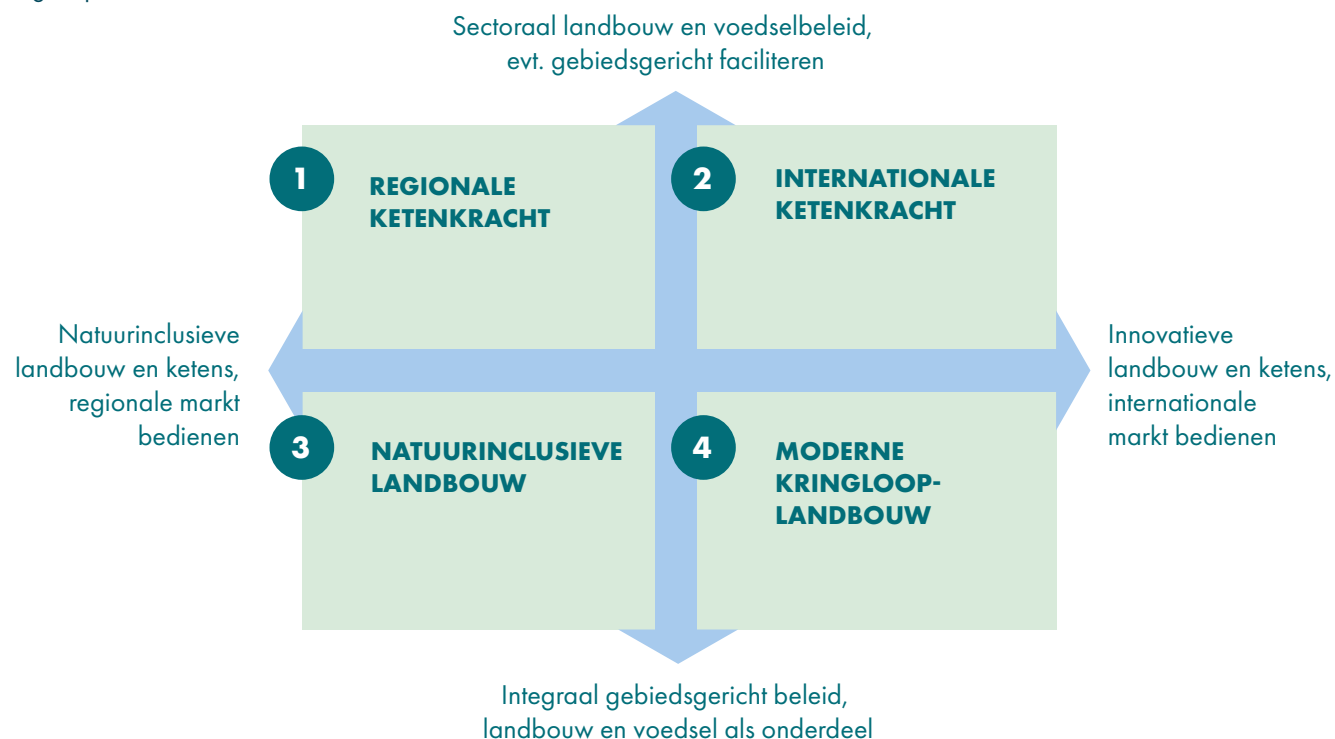 Sectoraal landbouw en voedselbeleid,
evt. gebiedsgericht faciliteren
1
REGIONALE
KETENKRACHT
2
INTERNATIONALE
KETENKRACHT
Natuurinclusieve
landbouw en ketens,
regionale markt
bedienen
Innovatieve
landbouw en ketens,
internationale
markt bedienen
3
NATUURINCLUSIEVE
LANDBOUW
4
MODERNE
KRINGLOOP-
LANDBOUW
Integraal gebiedsgericht beleid,
landbouw en voedsel als onderdeel